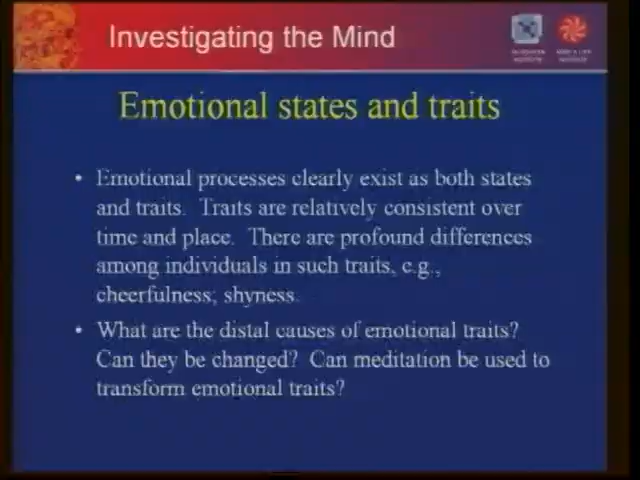 Investigating the Mind
Emotional states and traits
• Emotional processes clearly exist as both states
and traits. Traits are relatively consistent over
time and place. There are profound differences
among individuals in such traits, e.g.,
cheerfulness; shyness.
• What are the distal causes of emotional traits?
Can they be changed? Can meditation be used to
transform emotional traits?